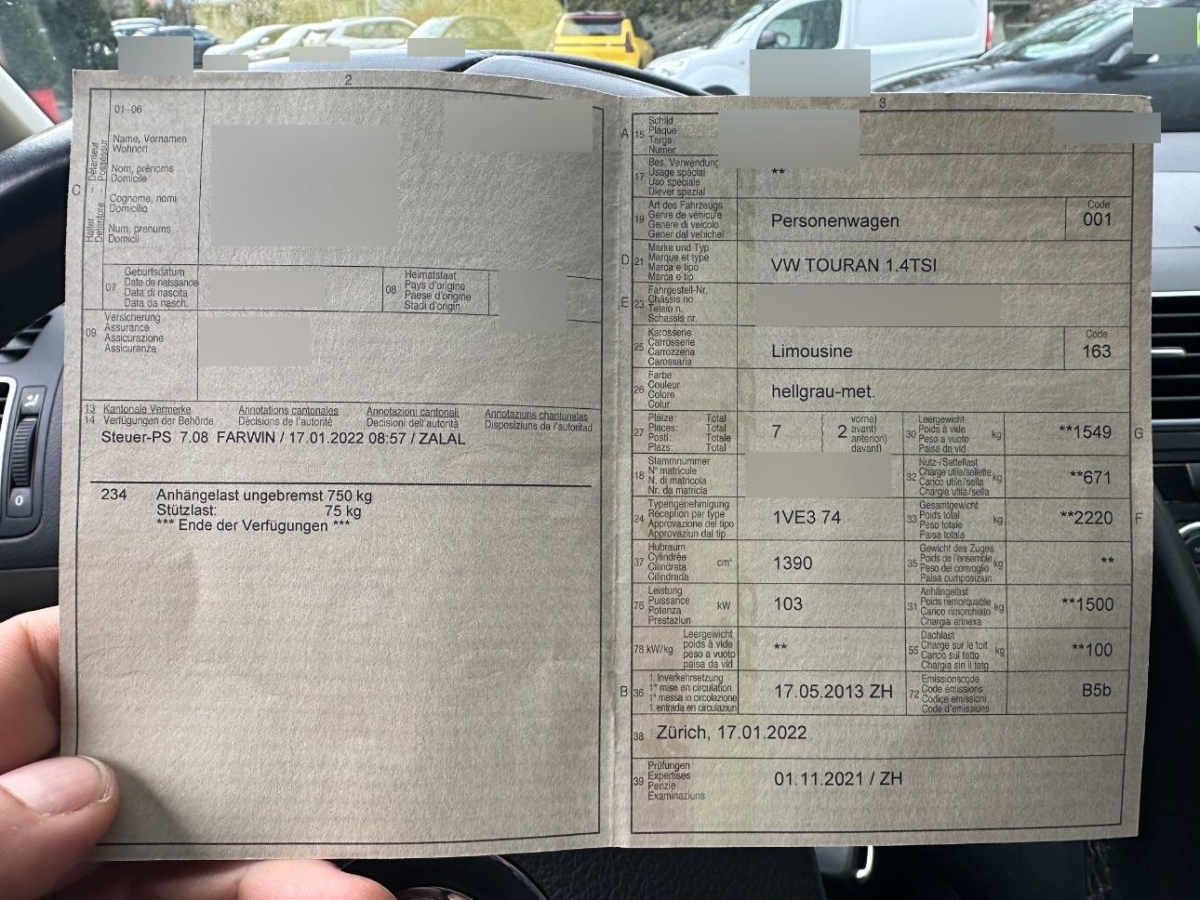 2
01-06
Name, Vornamen
Wohnort
Nom, prénoms
Domicile
Cognome, nomi
Domicilio
Num, prenums
Domicil
C
Halter Détenteur
Detentore Possessur
07
Geburtsdatum
Date de naissance
Data di nascita
Data da nasch.
08
Heimatstaat
Pays d'origine
Paese d'origine
Stadi d'origin
09
Versicherung
Assurance
Assicurazione
Assicuranza
13 Kantonale Vermerke Annotations cantonales Annotazioni cantonali Annotaziuns chantunalas
14 Verfügungen der Behörde Décisions de l'autorité Decisioni dell'autorità Disposiziuns da l'autoritad
Steuer-PS 7.08 FARWIN / 17.01.2022 08:57 / ZALAL
234 Anhängelast ungebremst 750 kg
Stützlast: 75 kg
*** Ende der Verfügungen ***
3
A 15
Schild
Plaque
Targa
Numer
17
Bes. Verwendung
Usage spécial
Uso speciale
Diever spezial
**
19
Art des Fahrzeugs
Genre de véhicule
Genere di veicolo
Gener dal vehichel
Personenwagen
Code
001
D 21
Marke und Typ
Marque et type
Marca e tipo
Marca e tip
VW TOURAN 1.4TSI
E 23
Fahrgestell-Nr.
Châssis no
Telaio n.
Schassis nr.
25
Karosserie
Carrosserie
Carrozzeria
Carossaria
Limousine
Code
163
26
Farbe
Couleur
Colore
Colur
hellgrau-met.
27
Plätze: Total
Places: Total
Posti: Totale
Plazs: Total
7
2
vorne)
avant)
anteriori)
davant)
30
Leergewicht
Poids à vide
Peso a vuoto
Paisa da vid
kg
**1549
G
18
Stammnummer
N° matricule
N. di matricola
Nr. da matricla
32
Nutz-/Sattellast
Charge utile/sellette
Carico utile/sella
Chargia utila/sella
kg
**671
24
Typengenehmigung
Réception par type
Approvazione del tipo
Approvaziun dal tip
1VE3 74
33
Gesamtgewicht
Poids total
Peso totale
Paisa totala
kg
**2220
F
37
Hubraum
Cylindrée
Cilindrata
Cilindrada
cm³
1390
35
Gewicht des Zuges
Poids de l'ensemble
Peso del convoglio
Paisa cumposiziun
kg
**
76
Leistung
Puissance
Potenza
Prestaziun
kW
103
31
Anhängelast
Poids remorquable
Carico rimorchiato
Chargia annexa
kg
**1500
78 kW/kg
Leergewicht
poids à vide
peso a vuoto
paisa da vid
**
55
Dachlast
Charge sur le toit
Carico sul tetto
Chargia sin il tetg
kg
**100
B 36
1. Inverkehrsetzung
1re mise en circulation
1a messa in circolazione
1. entrada en circulaziun
17.05.2013 ZH
72
Emissionscode
Code émissions
Codice emissioni
Code d'emissiuns
B5b
38 Zürich, 17.01.2022
39
Prüfungen
Expertises
Perizie
Examinaziuns
01.11.2021 / ZH
0